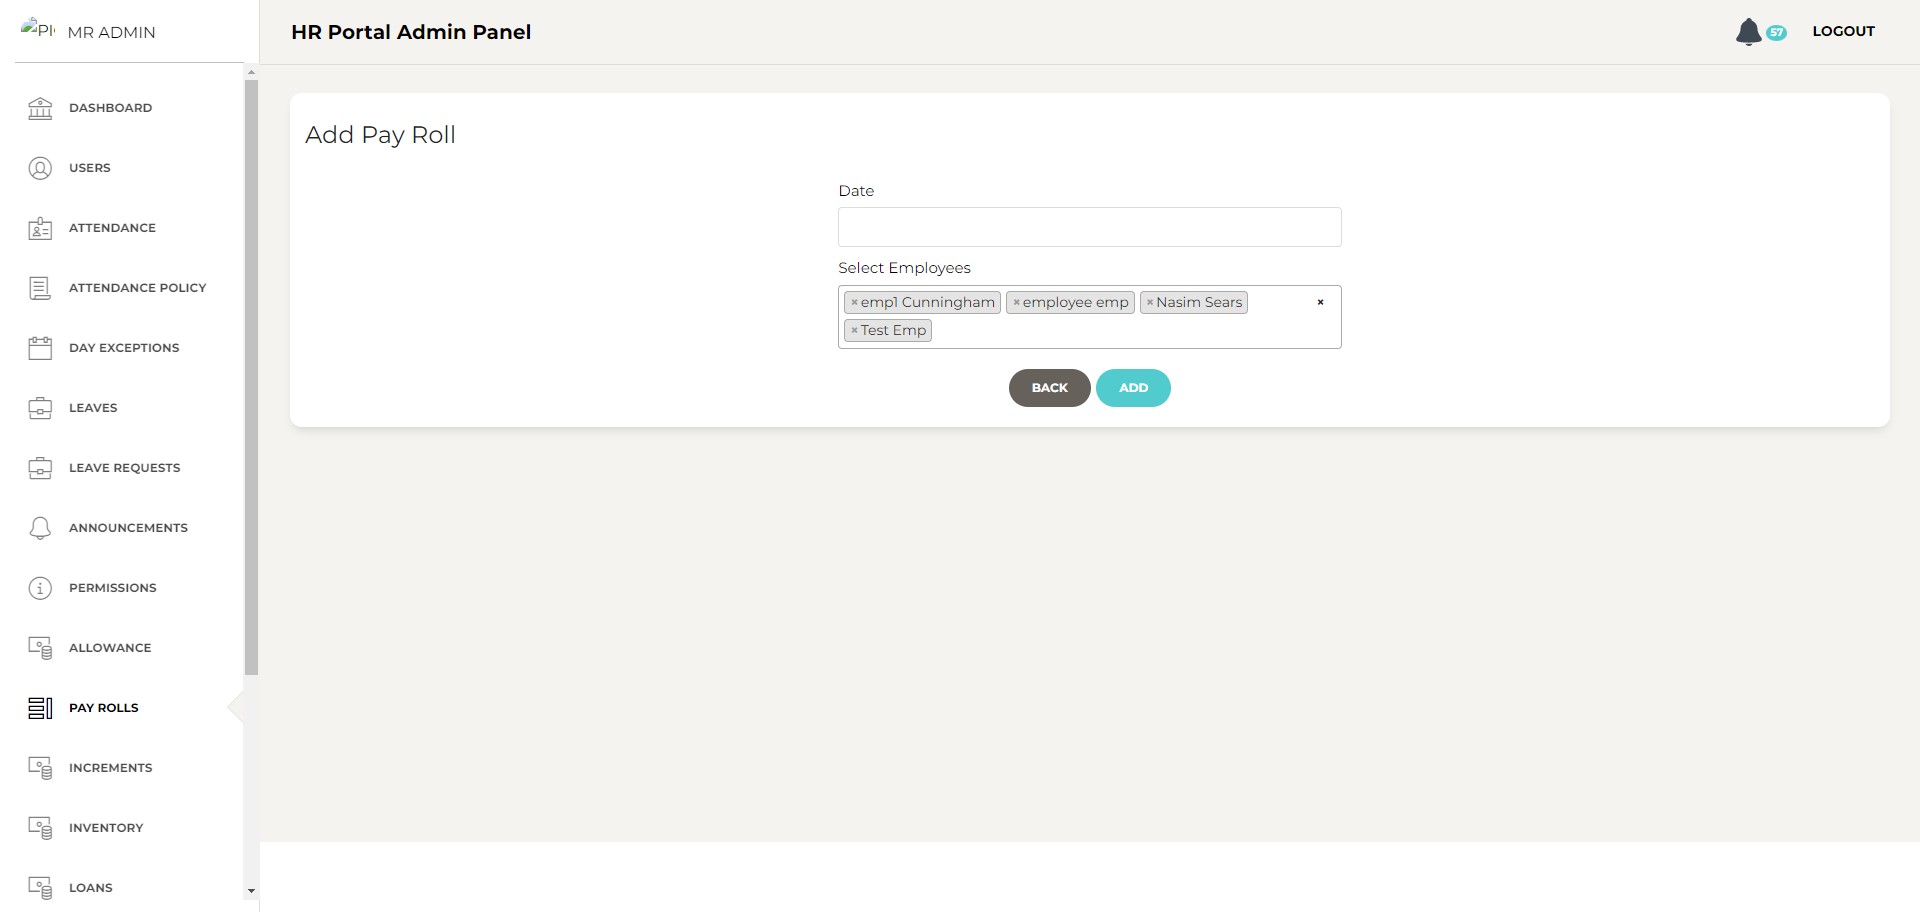 MR ADMIN
HR Portal Admin Panel
57
LOGOUT
DASHBOARD
USERS
ATTENDANCE
ATTENDANCE POLICY
DAY EXCEPTIONS
LEAVES
LEAVE REQUESTS
ANNOUNCEMENTS
PERMISSIONS
ALLOWANCE
PAY ROLLS
INCREMENTS
INVENTORY
LOANS
Add Pay Roll
Date
Select Employees
× emp1 Cunningham × employee emp × Nasim Sears ×
× Test Emp
BACK ADD